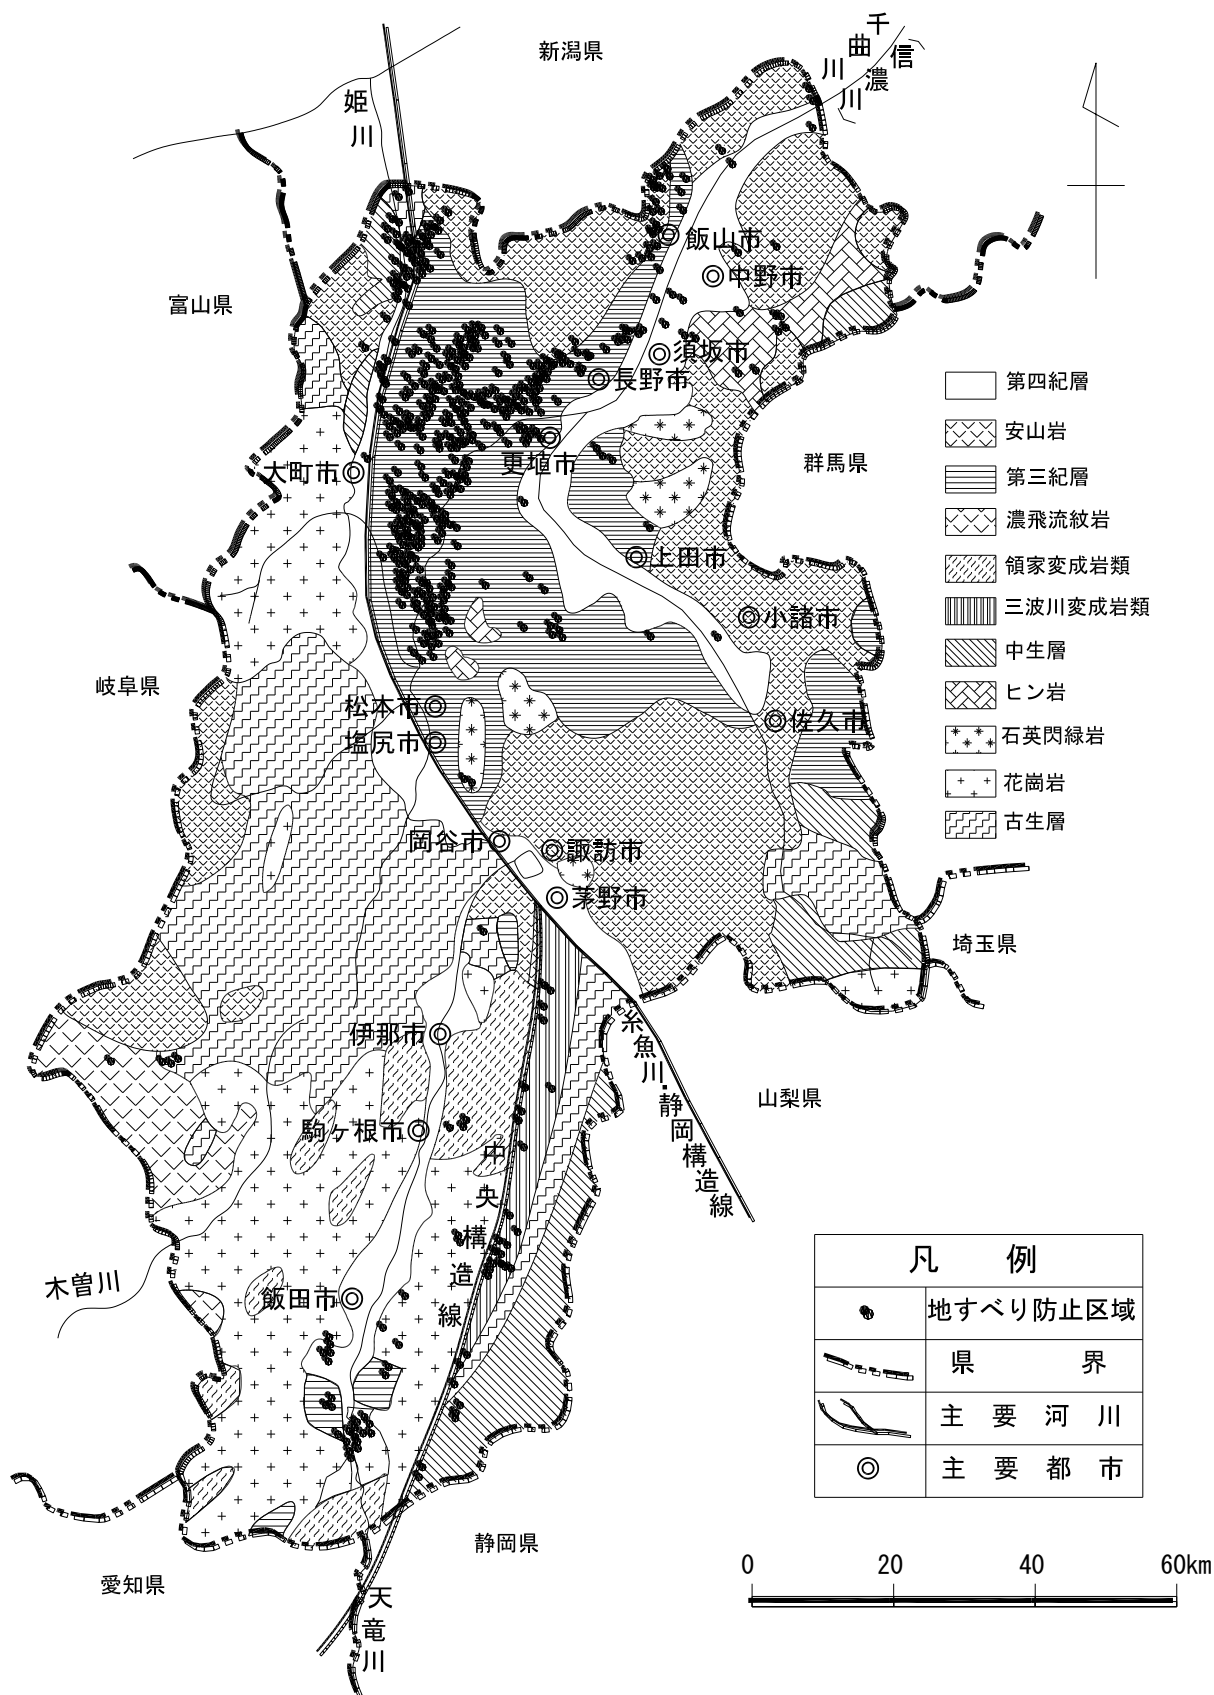 新潟県
千曲川
信濃川
姫川
富山県
飯山市
中野市
須坂市
長野市
更埴市
大町市
群馬県
上田市
小諸市
岐阜県
松本市
塩尻市
佐久市
岡谷市
諏訪市
茅野市
埼玉県
伊那市
駒ヶ根市
山梨県
糸魚川・静岡構造線
中央構造線
木曽川
飯田市
静岡県
愛知県
天竜川
第四紀層
安山岩
第三紀層
濃飛流紋岩
領家変成岩類
三波川変成岩類
中生層
ヒン岩
石英閃緑岩
花崗岩
古生層
凡 例
地すべり防止区域
県 界
主 要 河 川
主 要 都 市
0 20 40 60km